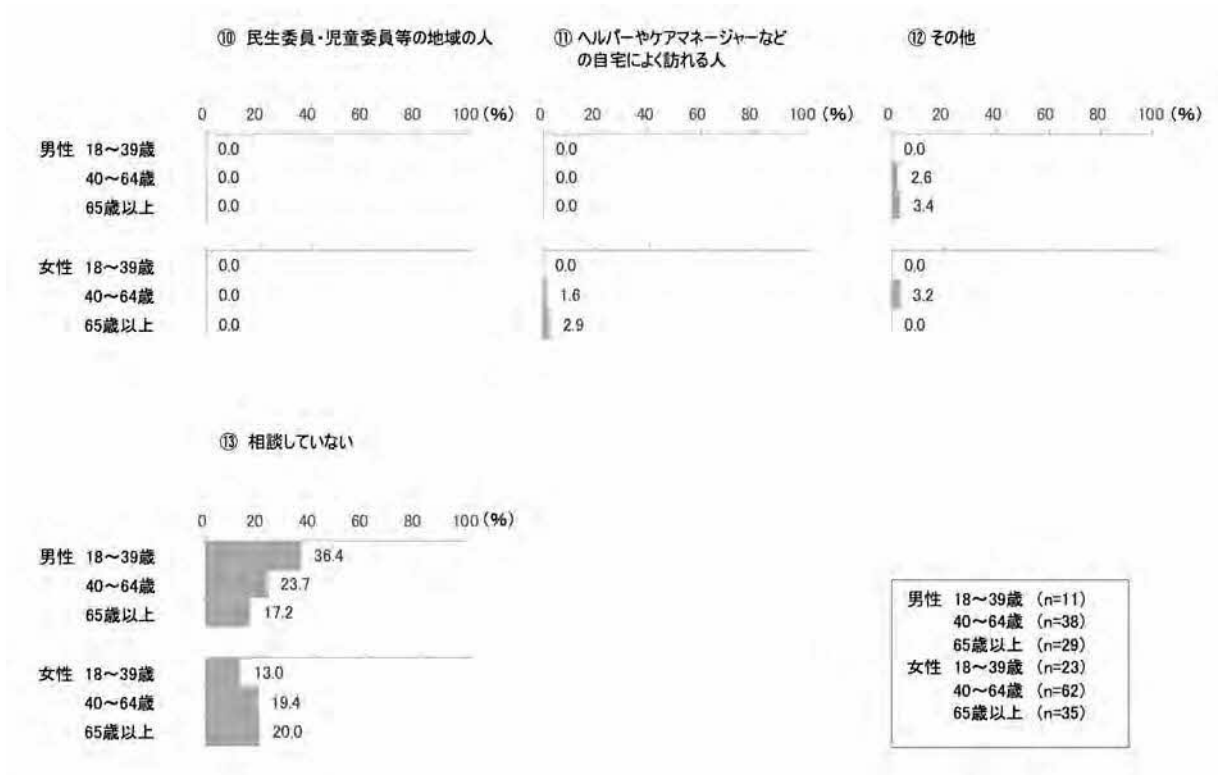 ⑩ 民生委員・児童委員等の地域の人
⑪ ヘルパーやケアマネージャーなど
の自宅によく訪れる人
⑫ その他
0 20 40 60 80 100 (%)
0 20 40 60 80 100 (%)
0 20 40 60 80 100 (%)
男性 18～39歳 0.0 0.0 0.0
40～64歳 0.0 0.0 2.6
65歳以上 0.0 0.0 3.4
女性 18～39歳 0.0 0.0 0.0
40～64歳 0.0 1.6 3.2
65歳以上 0.0 2.9 0.0
⑬ 相談していない
0 20 40 60 80 100 (%)
男性 18～39歳 36.4
40～64歳 23.7
65歳以上 17.2
女性 18～39歳 13.0
40～64歳 19.4
65歳以上 20.0
男性 18～39歳 (n=11)
40～64歳 (n=38)
65歳以上 (n=29)
女性 18～39歳 (n=23)
40～64歳 (n=62)
65歳以上 (n=35)